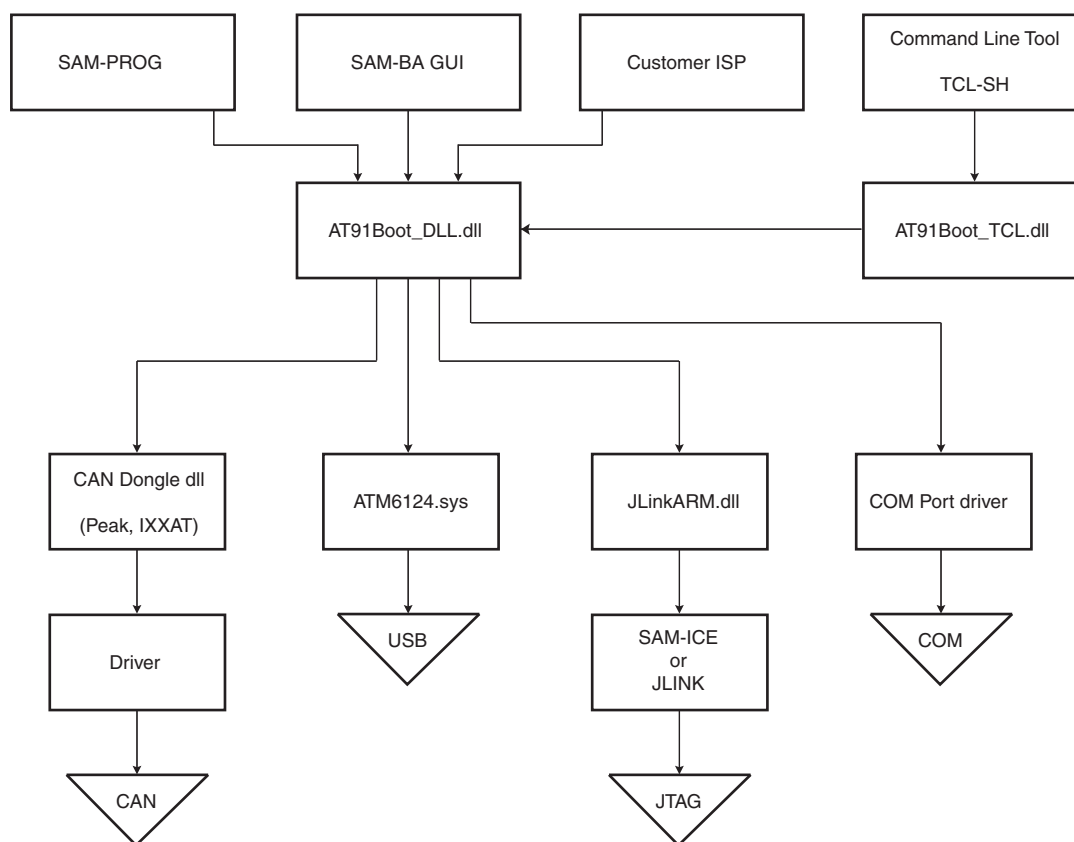 SAM-PROG
SAM-BA GUI
Customer ISP
Command Line Tool
TCL-SH
AT91Boot_DLL.dll
AT91Boot_TCL.dll
CAN Dongle dll
(Peak, IXXAT)
ATM6124.sys
JLinkARM.dll
COM Port driver
Driver
USB
SAM-ICE
or
JLINK
COM
CAN
JTAG